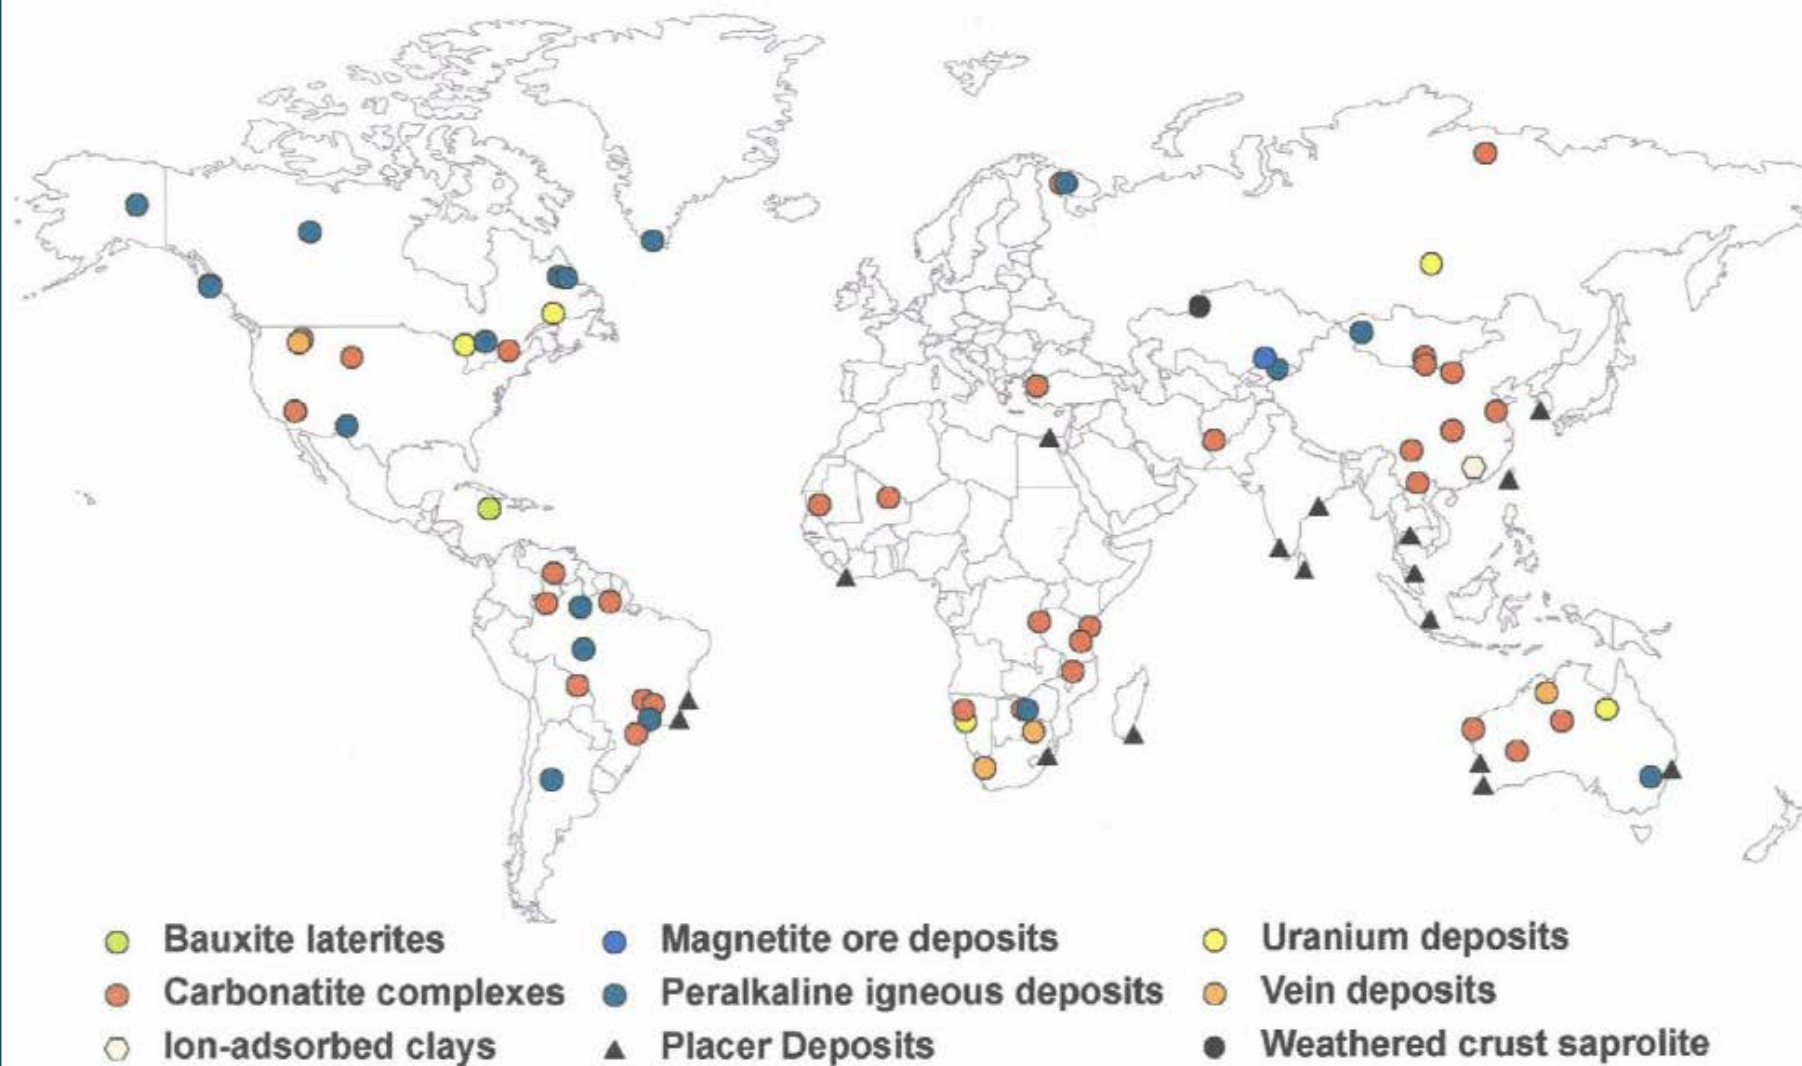 Bauxite laterites
Magnetite ore deposits
Uranium deposits
Carbonatite complexes
Peralkaline igneous deposits
Vein deposits
Ion-adsorbed clays
Placer Deposits
Weathered crust saprolite